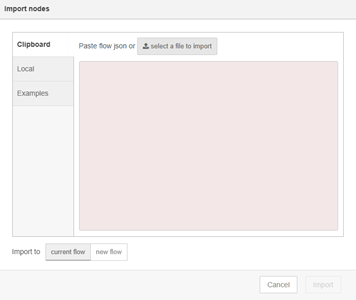 Import nodes
Clipboard
Paste flow json or select a file to import
Local
Examples
Import to current flow new flow
Cancel Import